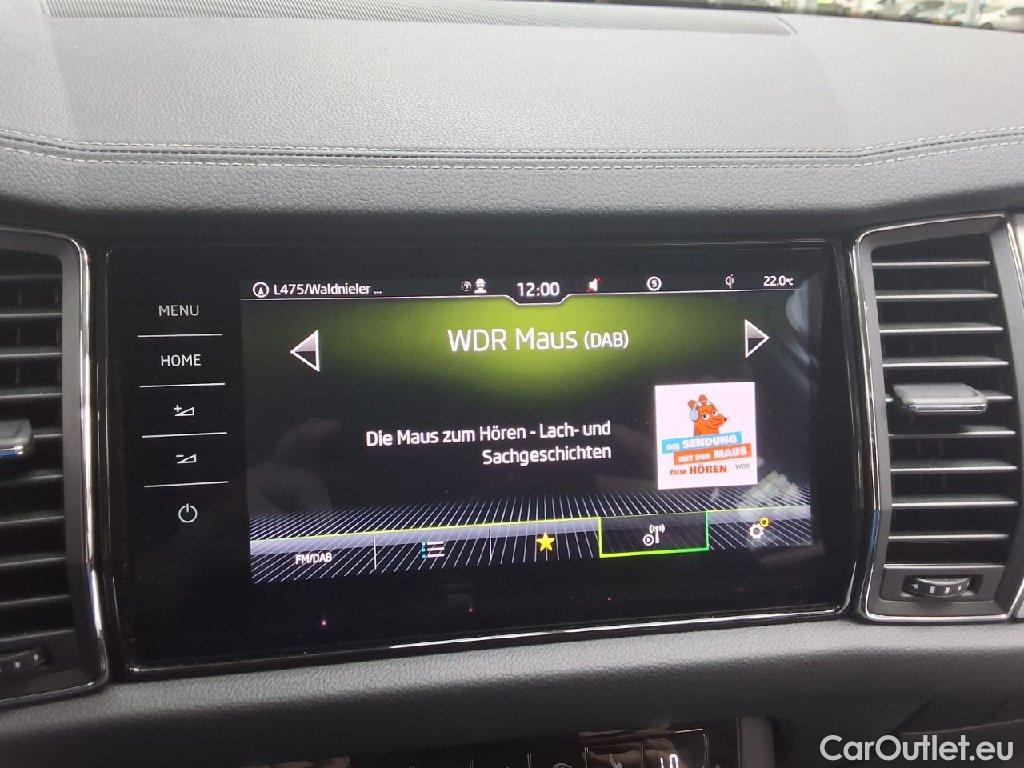 L475/Waldnieler ...
12:00
22.0°C
MENU
HOME
WDR Maus (DAB)
Die Maus zum Hören - Lach- und
Sachgeschichten
DIE SENDUNG
MIT DER MAUS
ZUM HÖREN WDR
FM/DAB
CarOutlet.eu